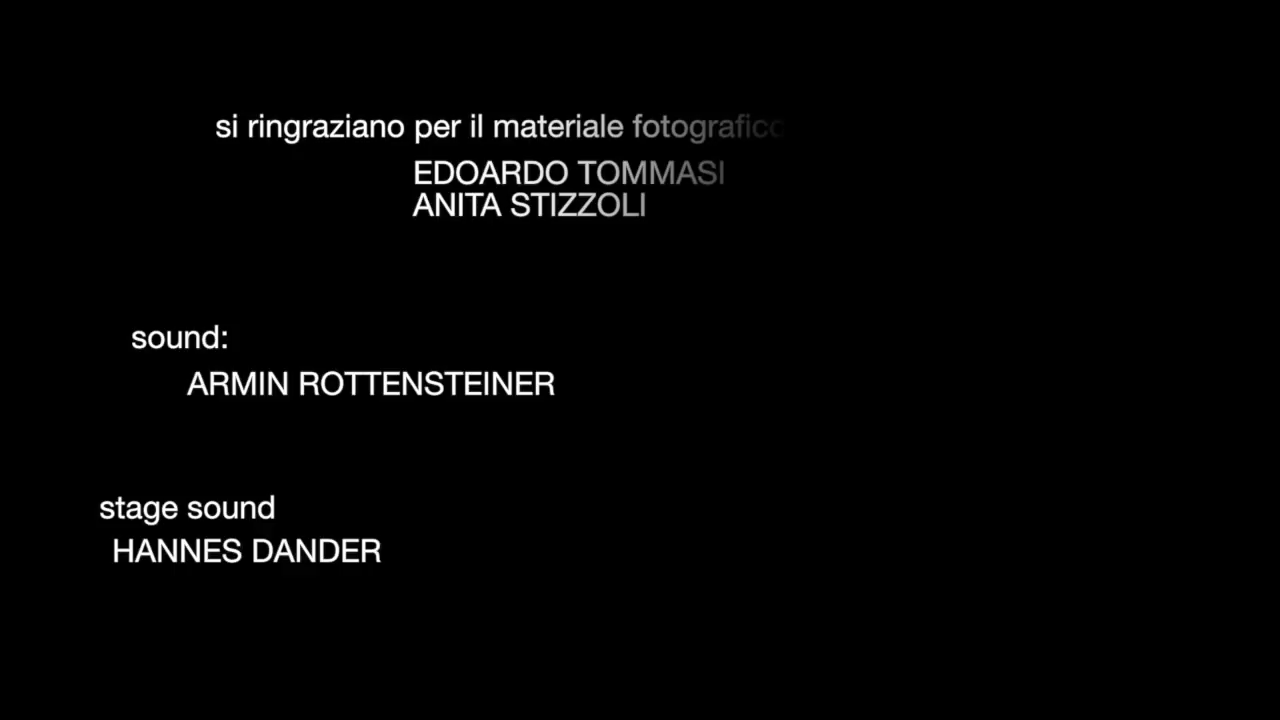 si ringraziano per il materiale fotografico
EDOARDO TOMMASI
ANITA STIZZOLI
sound:
ARMIN ROTTENSTEINER
stage sound
HANNES DANDER